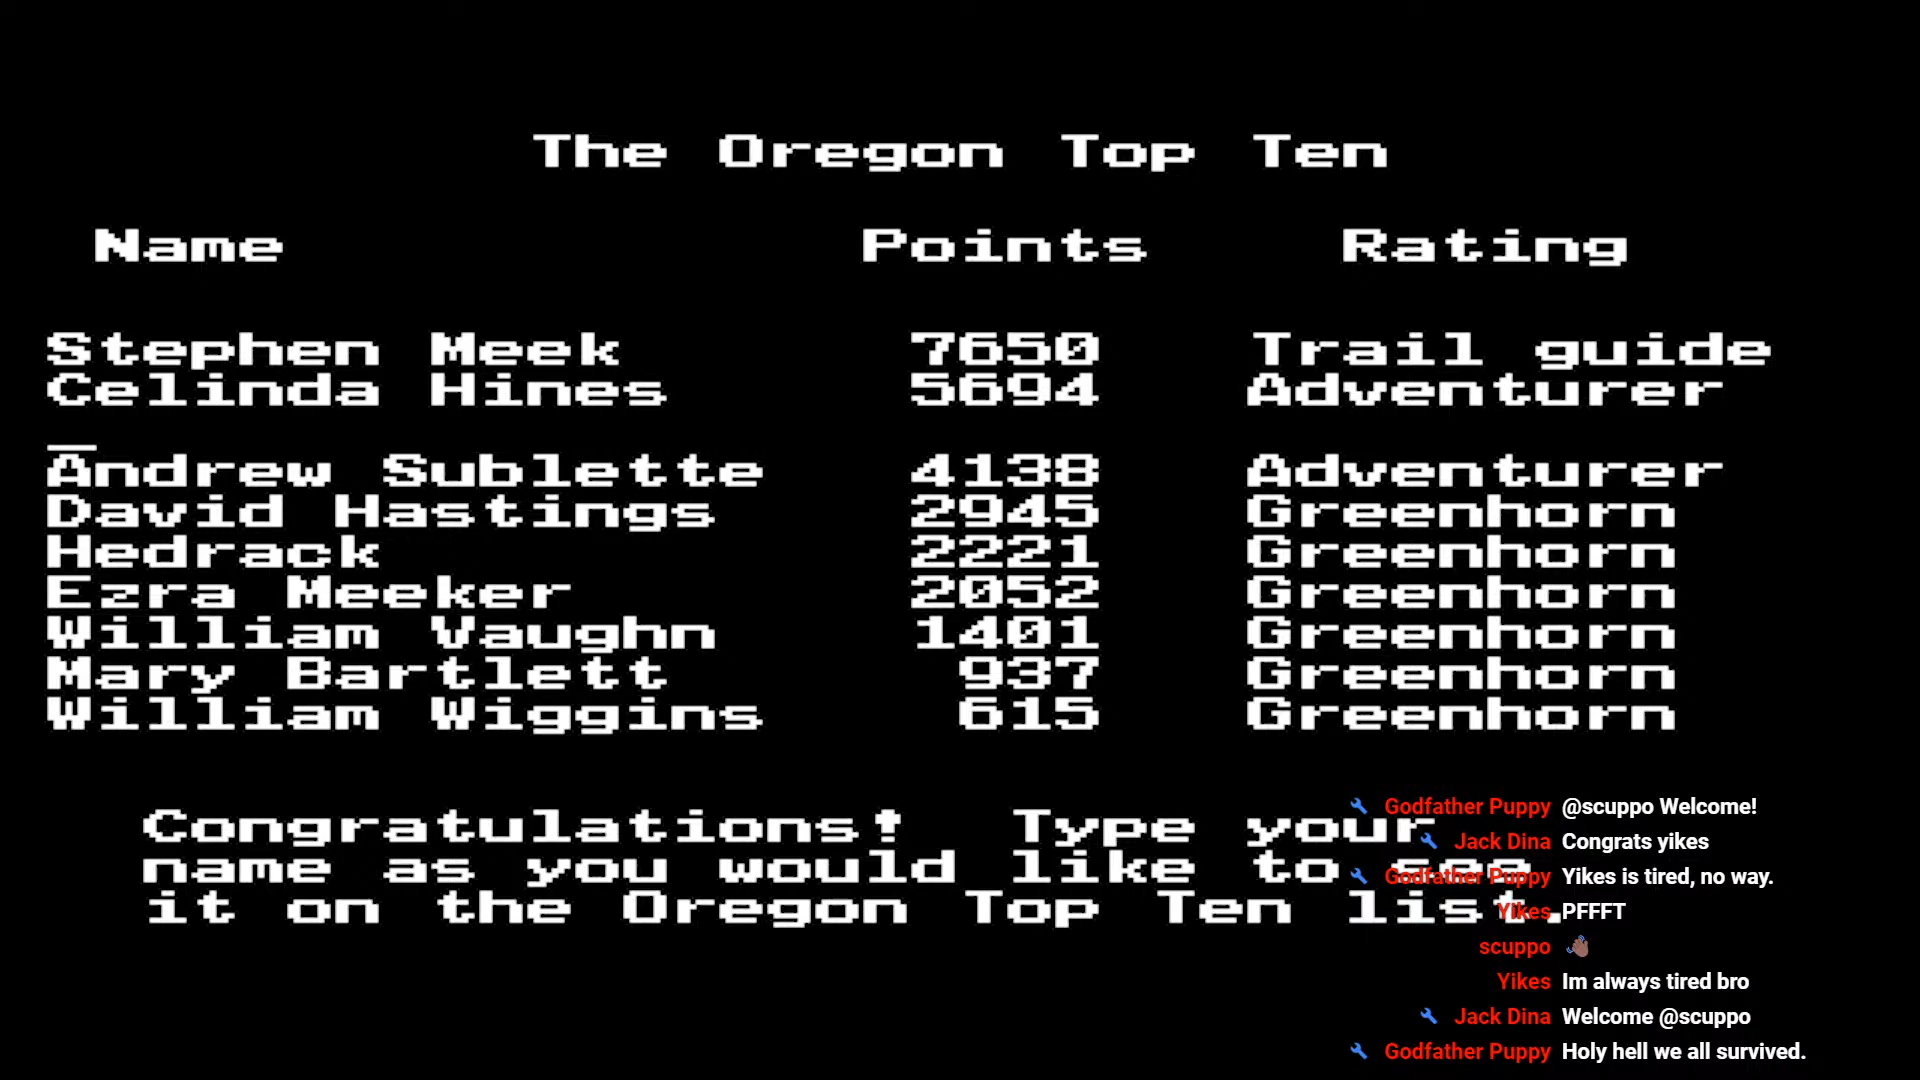 The Oregon Top Ten
Name Points Rating
Stephen Meek 7650 Trail guide
Celinda Hines 5694 Adventurer
_
Andrew Sublette 4138 Adventurer
David Hastings 2945 Greenhorn
Hedrack 2221 Greenhorn
Ezra Meeker 2052 Greenhorn
William Vaughn 1401 Greenhorn
Mary Bartlett 937 Greenhorn
William Wiggins 615 Greenhorn
Congratulations! Type your
name as you would like to see
it on the Oregon Top Ten list.
Godfather Puppy @scuppo Welcome!
Jack Dina Congrats yikes
Godfather Puppy Yikes is tired, no way.
Yikes PFFFT
scuppo 👋🏾
Yikes Im always tired bro
Jack Dina Welcome @scuppo
Godfather Puppy Holy hell we all survived.